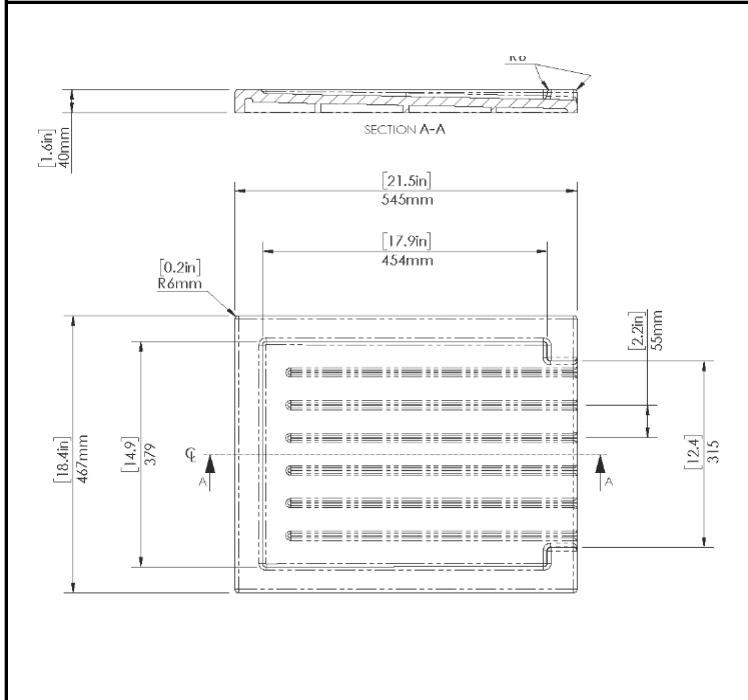 SECTION A-A
[1.6in]
40mm
[21.5in]
545mm
[17.9in]
454mm
[0.2in]
R6mm
[2.2in]
55mm
[18.4in]
467mm
[14.9]
379
℄
A
A
[12.4]
315